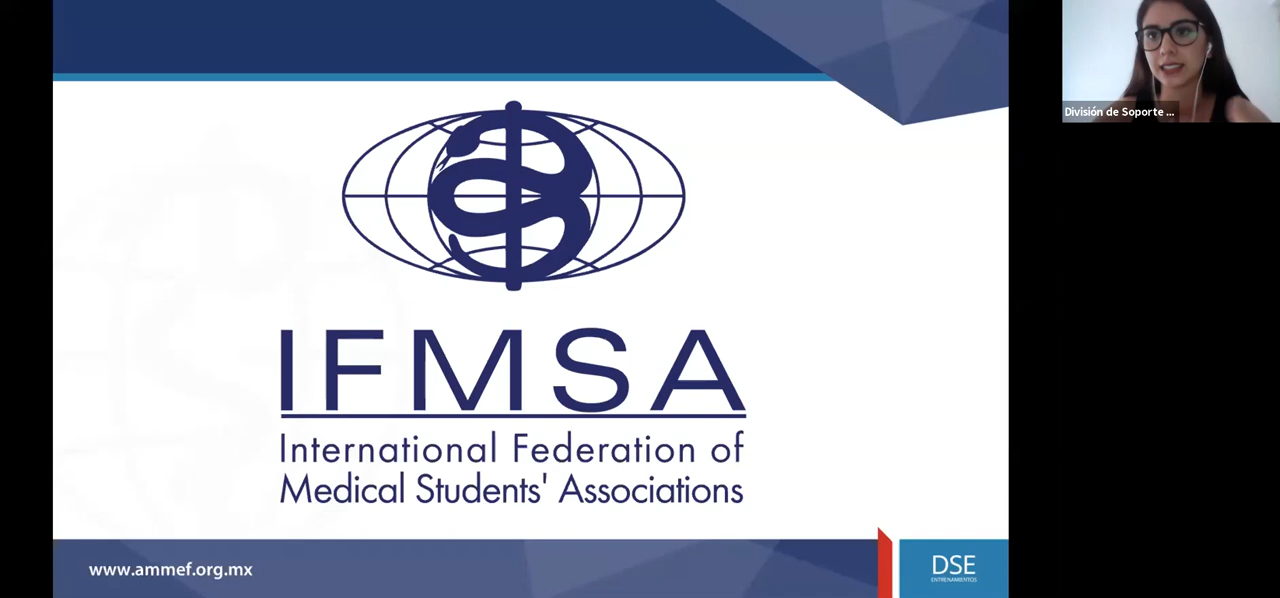 División de Soporte ...
IFMSA
International Federation of
Medical Students' Associations
www.ammef.org.mx
DSE
ENTRENAMIENTOS